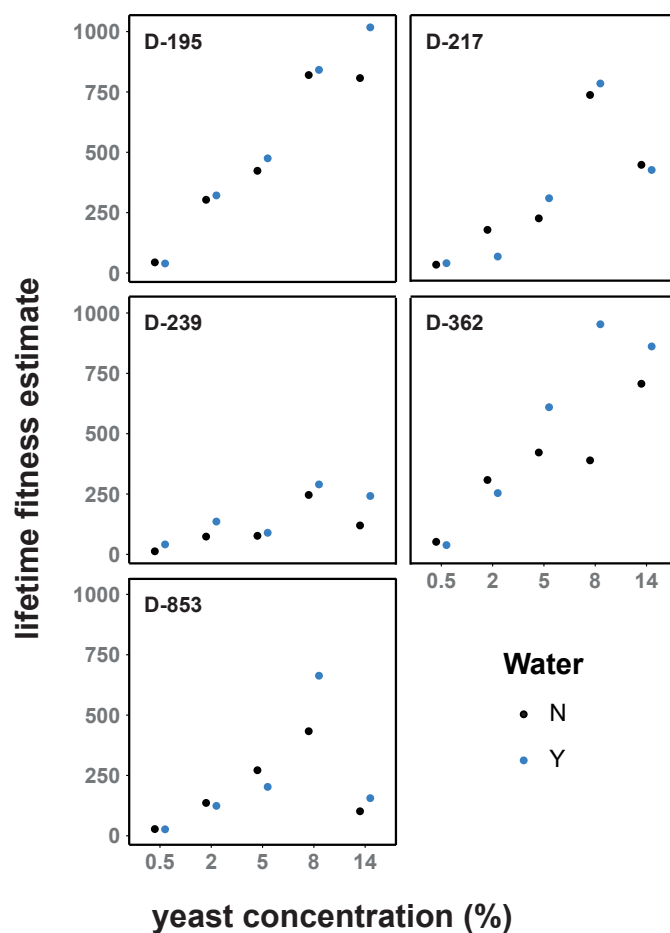 lifetime fitness estimate
D-195
1000
750
500
250
0
D-217
D-239
1000
750
500
250
0
D-362
0.5 2 5 8 14
D-853
1000
750
500
250
0
0.5 2 5 8 14
Water
N
Y
yeast concentration (%)